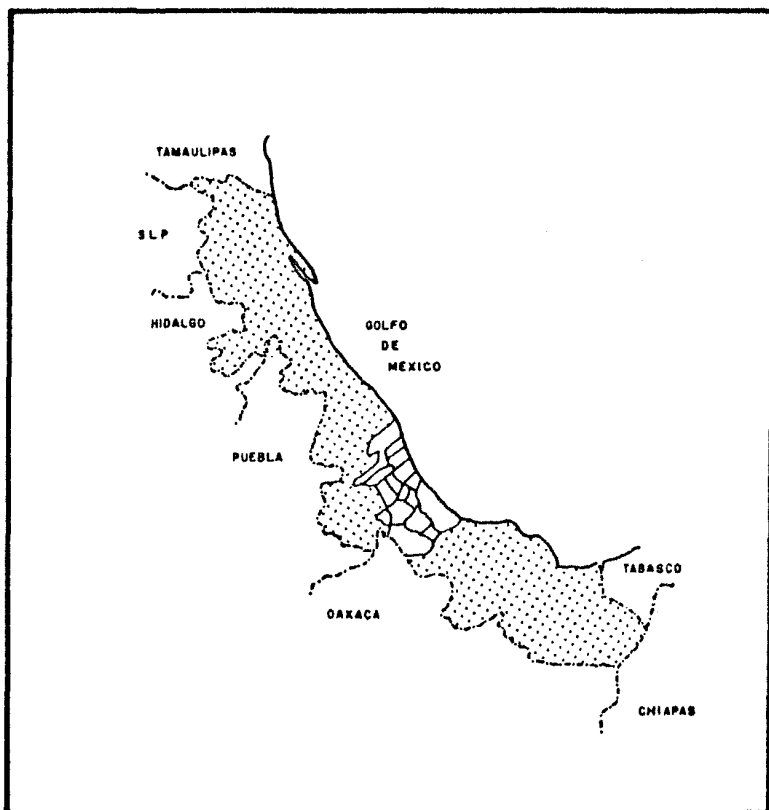 TAMAULIPAS
SLP
HIDALGO
GOLFO
DE
MEXICO
PUEBLA
TABASCO
OAXACA
CHIAPAS